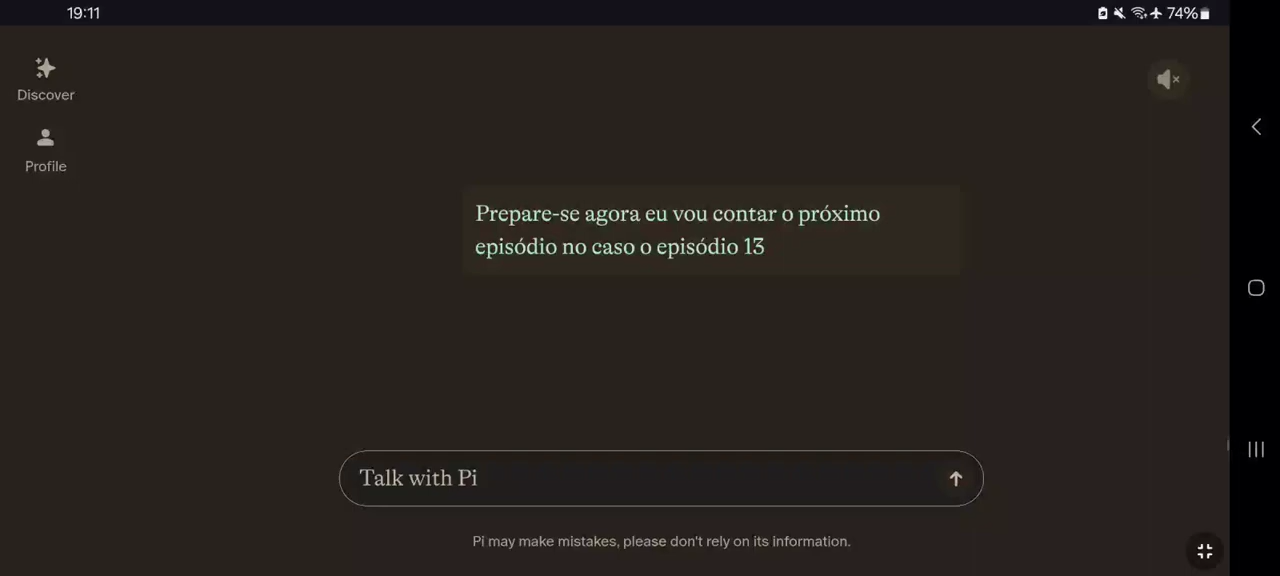 19:11
74%
Discover
Profile
Prepare-se agora eu vou contar o próximo
episódio no caso o episódio 13
Talk with Pi
Pi may make mistakes, please don't rely on its information.